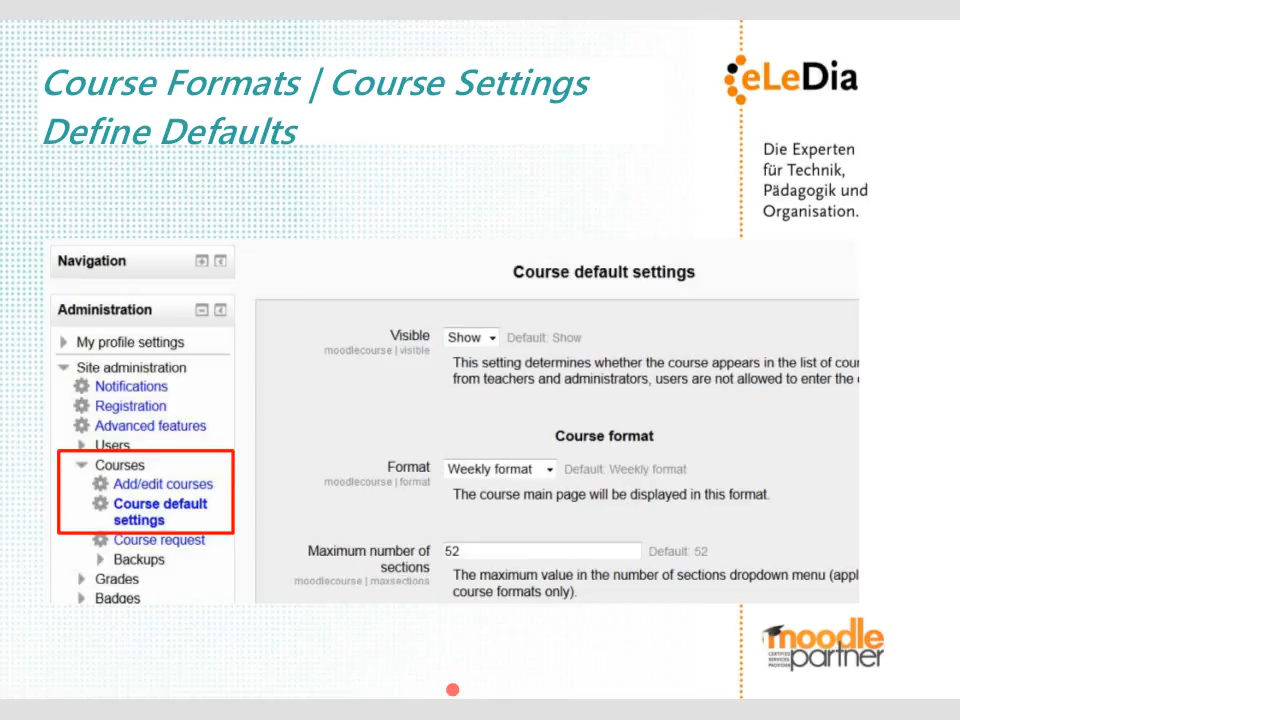 Course Formats | Course Settings
Define Defaults
eLeDia
Die Experten
für Technik,
Pädagogik und
Organisation.
Navigation
Administration
My profile settings
Site administration
Notifications
Registration
Advanced features
Users
Courses
Add/edit courses
Course default
settings
Course request
Backups
Grades
Badges
Course default settings
Visible
moodlecourse | visible
Show
Default: Show
This setting determines whether the course appears in the list of cour
from teachers and administrators, users are not allowed to enter the
Course format
Format
moodlecourse | format
Weekly format
Default: Weekly format
The course main page will be displayed in this format.
Maximum number of
sections
moodlecourse | maxsections
52
Default: 52
The maximum value in the number of sections dropdown menu (appl
course formats only).
moodle
CERTIFIED
SERVICES
PROVIDER
partner